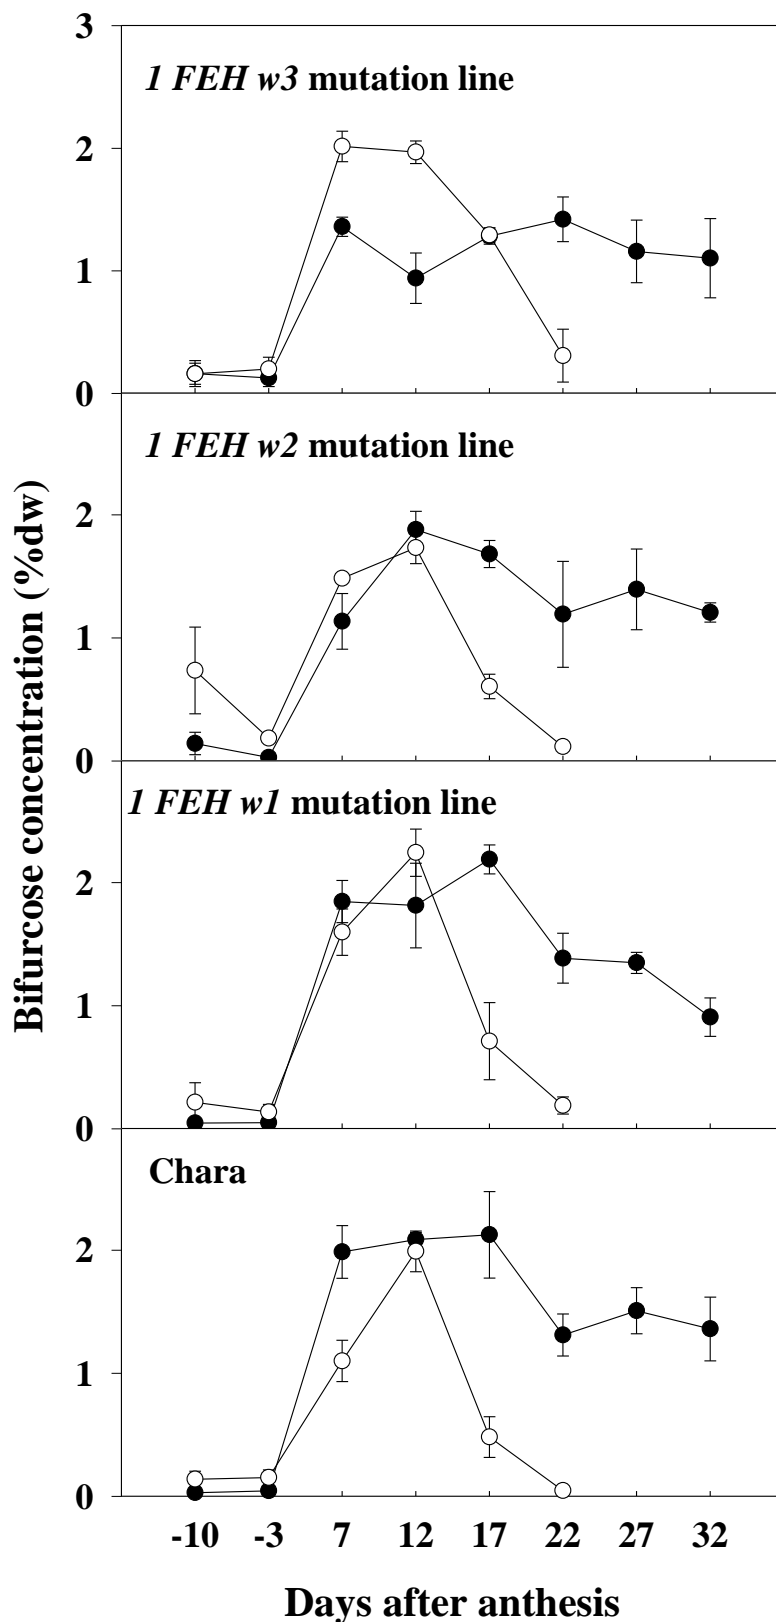 3
1 FEH w3 mutation line
2
1
0
1 FEH w2 mutation line
2
1
0
1 FEH w1 mutation line
2
1
0
Chara
2
1
0
Bifurcose concentration (%dw)
-10 -3 7 12 17 22 27 32
Days after anthesis